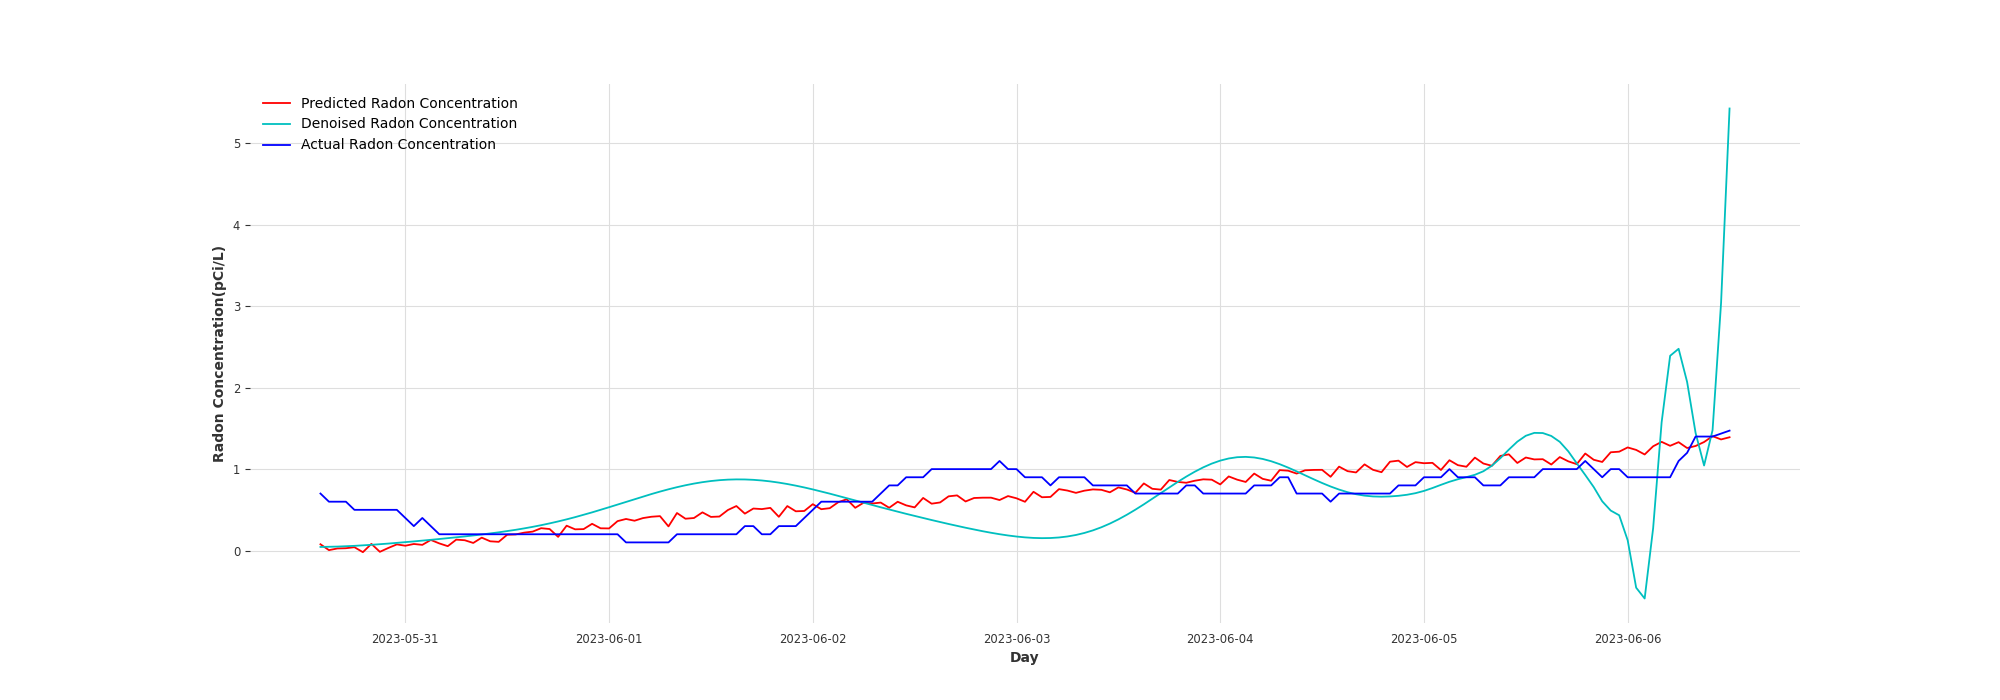 Predicted Radon Concentration
Denoised Radon Concentration
Actual Radon Concentration
Radon Concentration(pCi/L)
5
4
3
2
1
0
2023-05-31 2023-06-01 2023-06-02 2023-06-03 2023-06-04 2023-06-05 2023-06-06
Day